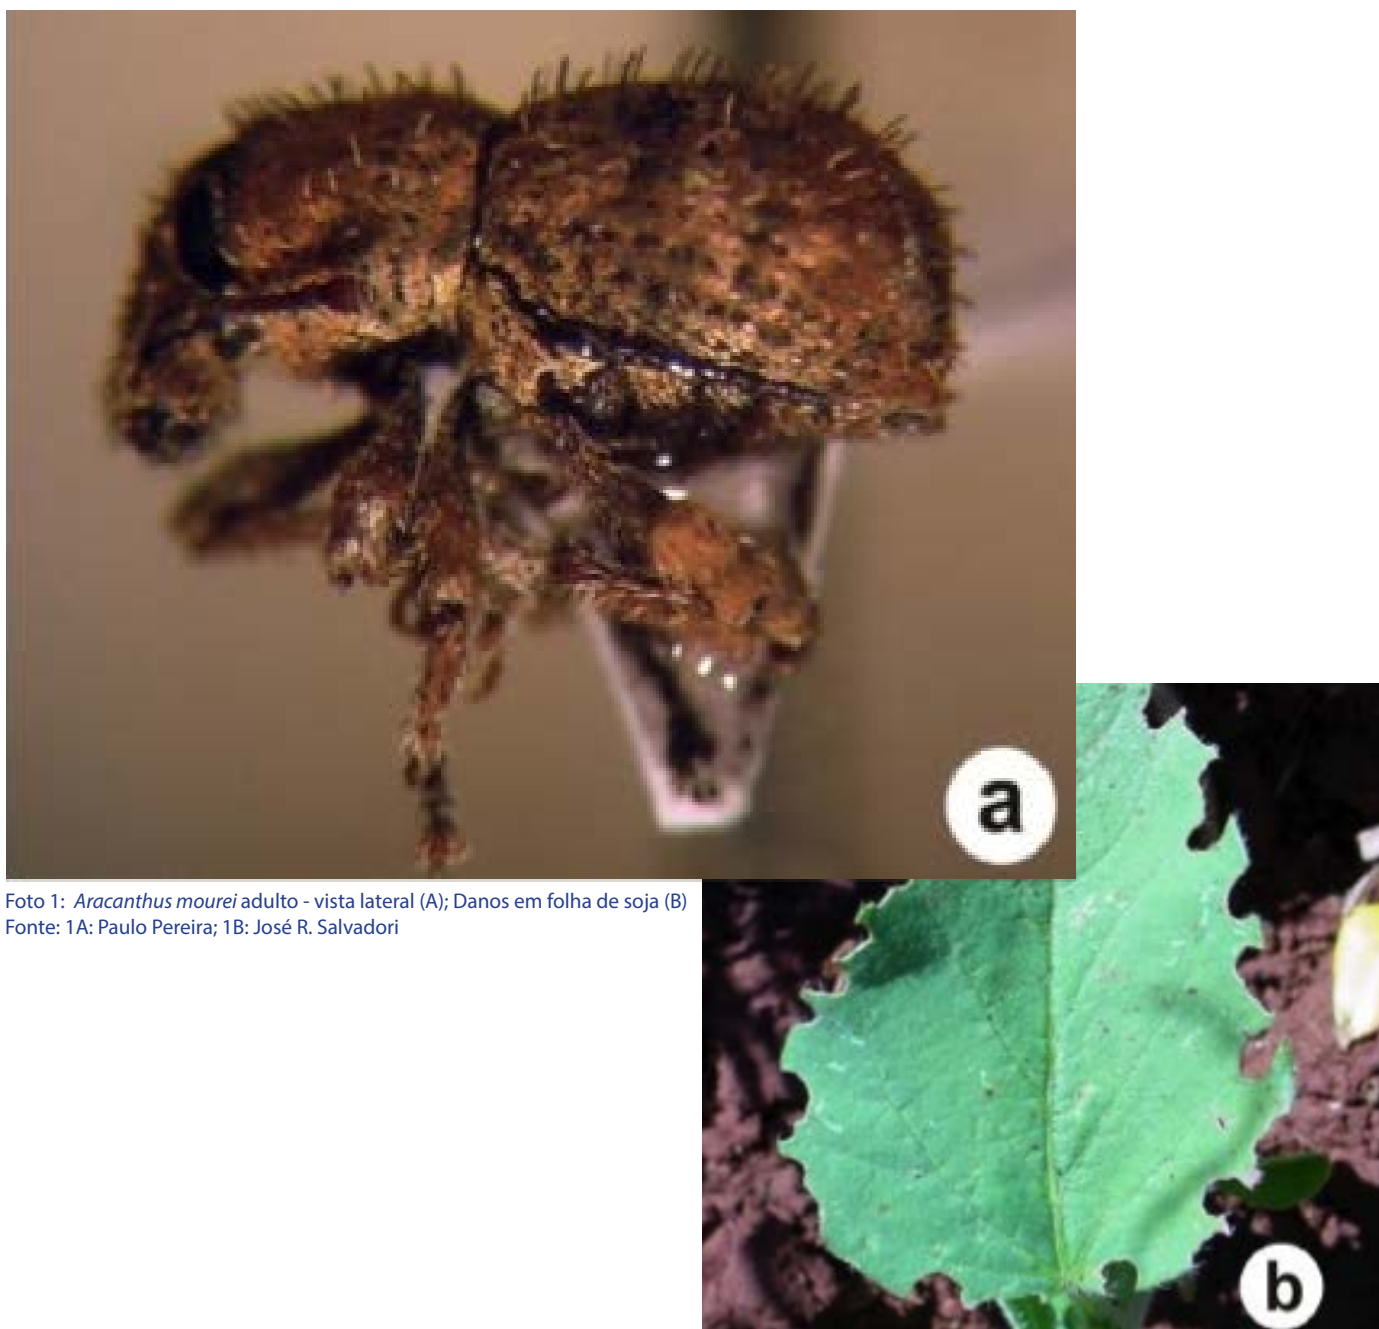 a
Foto 1: Aracanthus mourei adulto - vista lateral (A); Danos em folha de soja (B)
Fonte: 1A: Paulo Pereira; 1B: José R. Salvadori
b